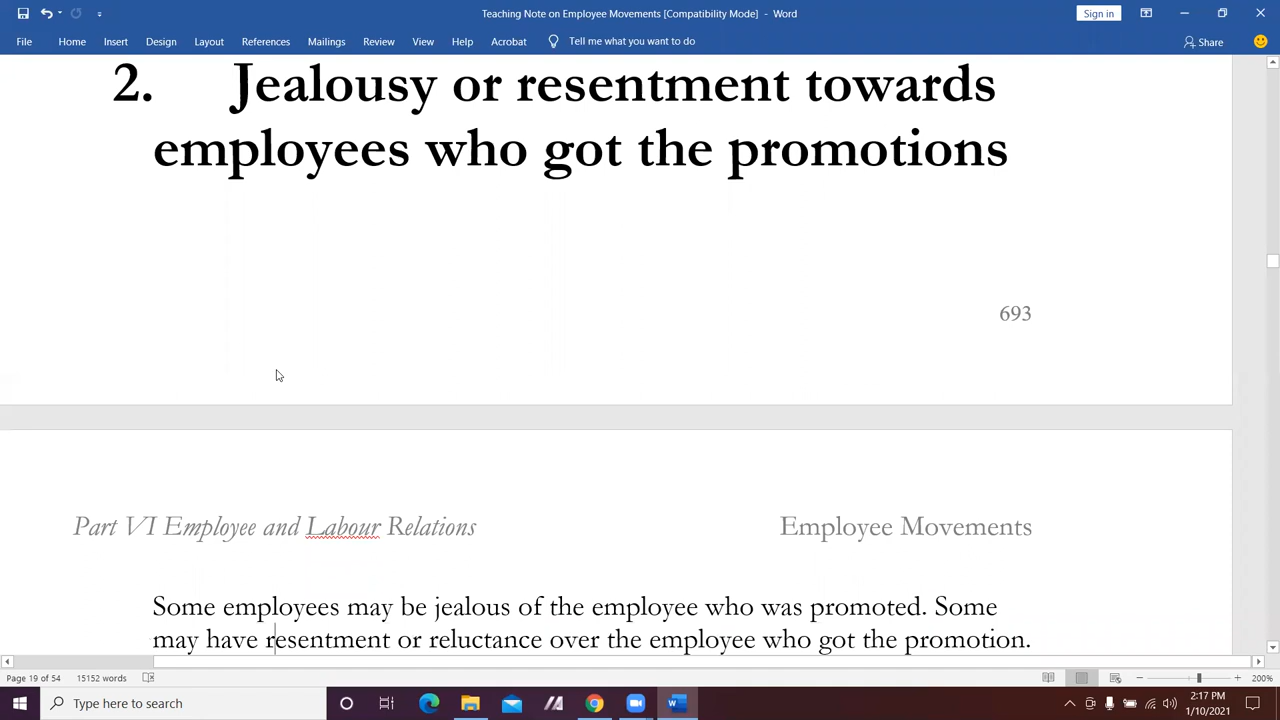 Teaching Note on Employee Movements [Compatibility Mode] - Word
Sign in
File Home Insert Design Layout References Mailings Review View Help Acrobat Tell me what you want to do Share
2. Jealousy or resentment towards
employees who got the promotions
693
Part VI Employee and Labour Relations Employee Movements
Some employees may be jealous of the employee who was promoted. Some
may have resentment or reluctance over the employee who got the promotion.
Page 19 of 54 15152 words 200%
Type here to search
2:17 PM
1/10/2021